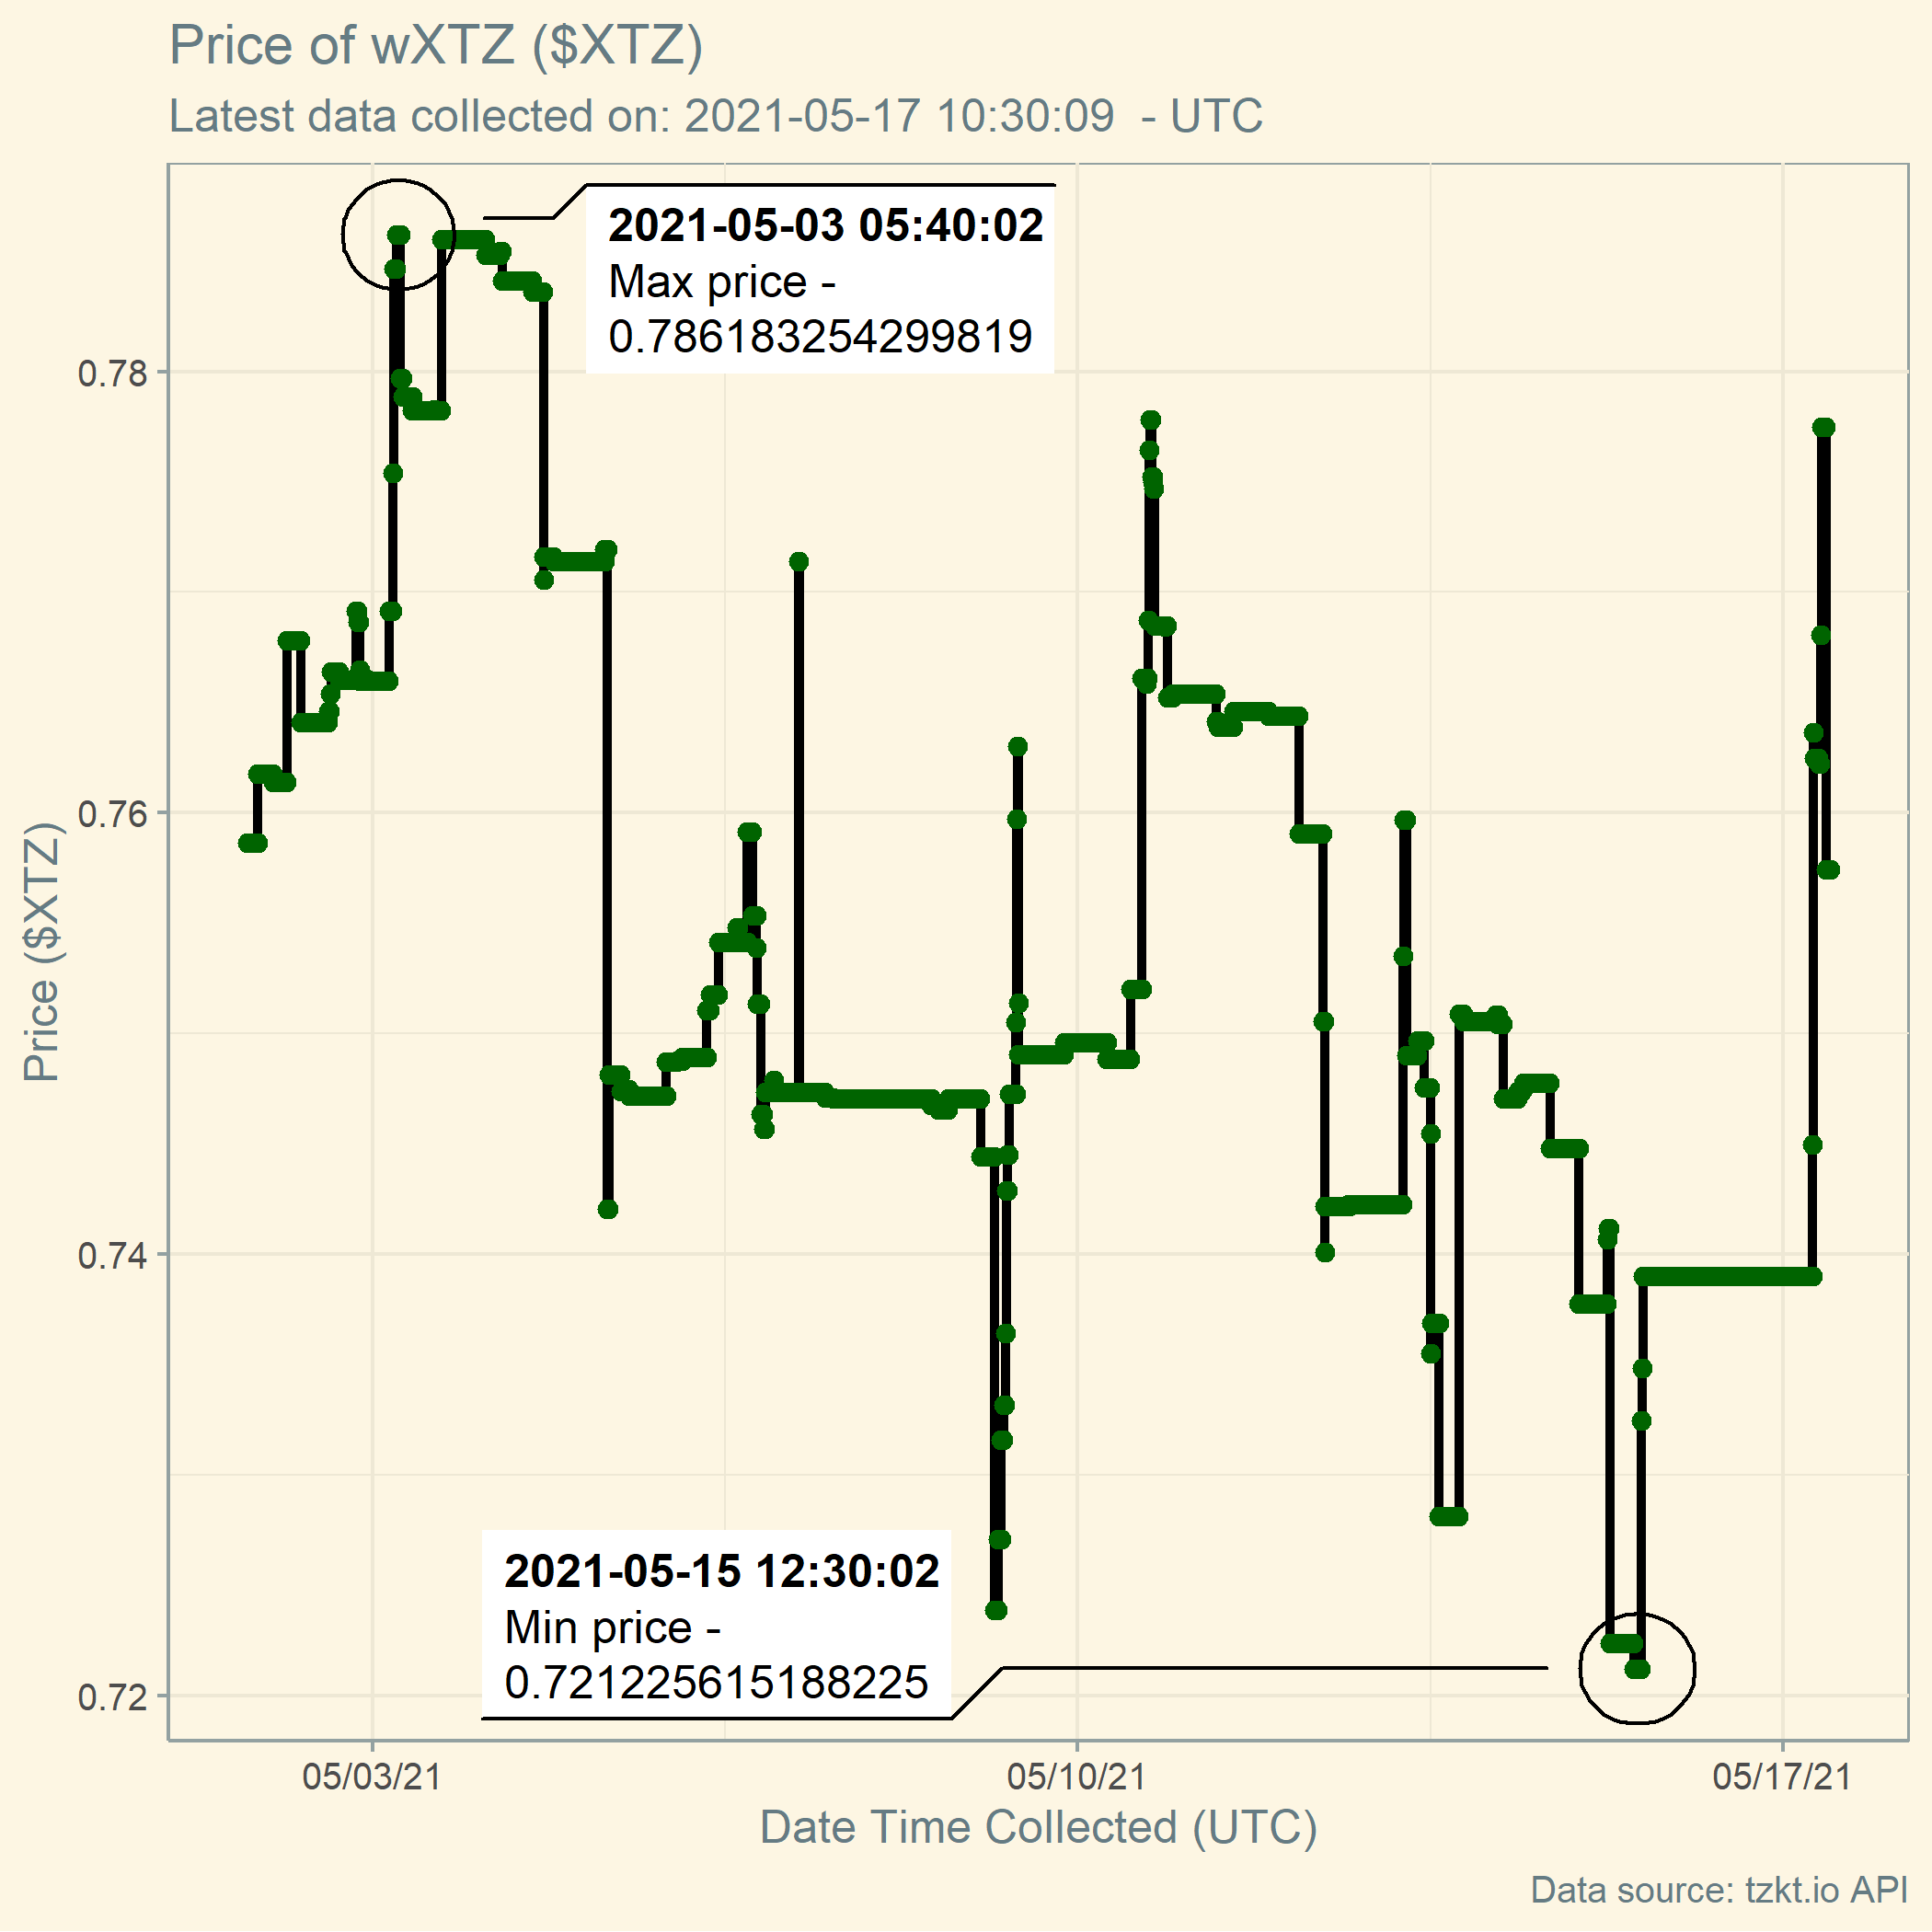 Price of wXTZ ($XTZ)
Latest data collected on: 2021-05-17 10:30:09  - UTC
2021-05-03 05:40:02
Max price -
0.786183254299819
0.78
0.76
0.74
0.72
Price ($XTZ)
2021-05-15 12:30:02
Min price -
0.721225615188225
05/03/21
05/10/21
05/17/21
Date Time Collected (UTC)
Data source: tzkt.io API